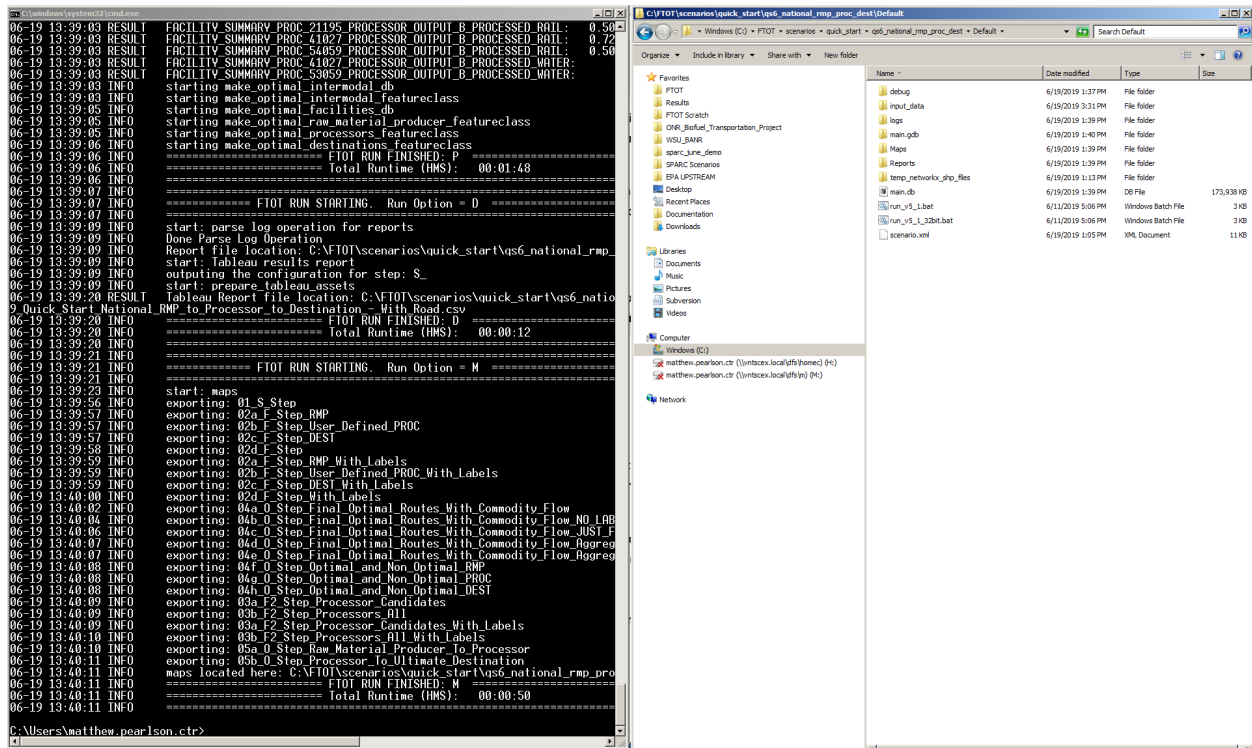 C:\windows\system32\cmd.exe
06-19 13:39:03 RESULT FACILITY_SUMMARY_PROC_21195_PROCESSOR_OUTPUT_B_PROCESSED_RAIL: 0.50
06-19 13:39:03 RESULT FACILITY_SUMMARY_PROC_41027_PROCESSOR_OUTPUT_B_PROCESSED_RAIL: 0.72
06-19 13:39:03 RESULT FACILITY_SUMMARY_PROC_54059_PROCESSOR_OUTPUT_B_PROCESSED_RAIL: 0.50
06-19 13:39:03 RESULT FACILITY_SUMMARY_PROC_41027_PROCESSOR_OUTPUT_B_PROCESSED_WATER:
06-19 13:39:03 RESULT FACILITY_SUMMARY_PROC_53059_PROCESSOR_OUTPUT_B_PROCESSED_WATER:
06-19 13:39:03 INFO starting make_optimal_intermodal_db
06-19 13:39:03 INFO starting make_optimal_intermodal_featureclass
06-19 13:39:05 INFO starting make_optimal_facilities_db
06-19 13:39:05 INFO starting make_optimal_raw_material_producer_featureclass
06-19 13:39:05 INFO starting make_optimal_processors_featureclass
06-19 13:39:06 INFO starting make_optimal_destinations_featureclass
06-19 13:39:06 INFO ======================= FTOT RUN FINISHED: P =====================
06-19 13:39:06 INFO ======================= Total Runtime (HMS): 00:01:48
06-19 13:39:06 INFO =================================================================
06-19 13:39:07 INFO =================================================================
06-19 13:39:07 INFO ============= FTOT RUN STARTING. Run Option = D ==================
06-19 13:39:07 INFO =================================================================
06-19 13:39:09 INFO start: parse log operation for reports
06-19 13:39:09 INFO Done Parse Log Operation
06-19 13:39:09 INFO Report file location: C:\FTOT\scenarios\quick_start\qs6_national_rmp_
06-19 13:39:09 INFO start: Tableau results report
06-19 13:39:09 INFO outputing the configuration for step: S_
06-19 13:39:09 INFO start: prepare_tableau_assets
06-19 13:39:20 RESULT Tableau Report file location: C:\FTOT\scenarios\quick_start\qs6_natio
9_Quick_Start_National_RMP_to_Processor_to_Destination_-_With_Road.csv
06-19 13:39:20 INFO ======================= FTOT RUN FINISHED: D =====================
06-19 13:39:20 INFO ======================= Total Runtime (HMS): 00:00:12
06-19 13:39:20 INFO =================================================================
06-19 13:39:21 INFO =================================================================
06-19 13:39:21 INFO ============= FTOT RUN STARTING. Run Option = M ==================
06-19 13:39:21 INFO =================================================================
06-19 13:39:23 INFO start: maps
06-19 13:39:56 INFO exporting: 01_S_Step
06-19 13:39:57 INFO exporting: 02a_F_Step_RMP
06-19 13:39:57 INFO exporting: 02b_F_Step_User_Defined_PROC
06-19 13:39:57 INFO exporting: 02c_F_Step_DEST
06-19 13:39:58 INFO exporting: 02d_F_Step
06-19 13:39:59 INFO exporting: 02a_F_Step_RMP_With_Labels
06-19 13:39:59 INFO exporting: 02b_F_Step_User_Defined_PROC_With_Labels
06-19 13:39:59 INFO exporting: 02c_F_Step_DEST_With_Labels
06-19 13:40:00 INFO exporting: 02d_F_Step_With_Labels
06-19 13:40:02 INFO exporting: 04a_O_Step_Final_Optimal_Routes_With_Commodity_Flow
06-19 13:40:04 INFO exporting: 04b_O_Step_Final_Optimal_Routes_With_Commodity_Flow_NO_LAB
06-19 13:40:06 INFO exporting: 04c_O_Step_Final_Optimal_Routes_With_Commodity_Flow_JUST_F
06-19 13:40:07 INFO exporting: 04d_O_Step_Final_Optimal_Routes_With_Commodity_Flow_Aggreg
06-19 13:40:07 INFO exporting: 04e_O_Step_Final_Optimal_Routes_With_Commodity_Flow_Aggreg
06-19 13:40:08 INFO exporting: 04f_O_Step_Optimal_and_Non_Optimal_RMP
06-19 13:40:08 INFO exporting: 04g_O_Step_Optimal_and_Non_Optimal_PROC
06-19 13:40:08 INFO exporting: 04h_O_Step_Optimal_and_Non_Optimal_DEST
06-19 13:40:09 INFO exporting: 03a_F2_Step_Processor_Candidates
06-19 13:40:09 INFO exporting: 03b_F2_Step_Processors_All
06-19 13:40:09 INFO exporting: 03a_F2_Step_Processor_Candidates_With_Labels
06-19 13:40:10 INFO exporting: 03b_F2_Step_Processors_All_With_Labels
06-19 13:40:10 INFO exporting: 05a_O_Step_Raw_Material_Producer_To_Processor
06-19 13:40:11 INFO exporting: 05b_O_Step_Processor_To_Ultimate_Destination
06-19 13:40:11 INFO maps located here: C:\FTOT\scenarios\quick_start\qs6_national_rmp_pro
06-19 13:40:11 INFO ======================= FTOT RUN FINISHED: M =====================
06-19 13:40:11 INFO ======================= Total Runtime (HMS): 00:00:50
06-19 13:40:11 INFO =================================================================
C:\Users\matthew.pearlson.ctr>
C:\FTOT\scenarios\quick_start\qs6_national_rmp_proc_dest\Default
Windows (C:) FTOT scenarios quick_start qs6_national_rmp_proc_dest Default
Search Default
Organize Include in library Share with New folder
Favorites
FTOT
Results
FTOT Scratch
ONR_Biofuel_Transportation_Project
WSU_BANR
sparc_june_demo
SPARC Scenarios
EPA UPSTREAM
Desktop
Recent Places
Documentation
Downloads
Libraries
Documents
Music
Pictures
Subversion
Videos
Computer
Windows (C:)
matthew.pearlson.ctr (\\vntscex.local\dfs\homec) (H:)
matthew.pearlson.ctr (\\vntscex.local\dfs\m) (M:)
Network
Name Date modified Type Size
debug 6/19/2019 1:37 PM File folder
input_data 6/19/2019 3:31 PM File folder
logs 6/19/2019 1:39 PM File folder
main.gdb 6/19/2019 1:40 PM File folder
Maps 6/19/2019 1:39 PM File folder
Reports 6/19/2019 1:39 PM File folder
temp_networkx_shp_files 6/19/2019 1:13 PM File folder
main.db 6/19/2019 1:39 PM DB File 173,938 KB
run_v5_1.bat 6/11/2019 5:06 PM Windows Batch File 3 KB
run_v5_1_32bit.bat 6/11/2019 5:06 PM Windows Batch File 3 KB
scenario.xml 6/19/2019 1:05 PM XML Document 11 KB